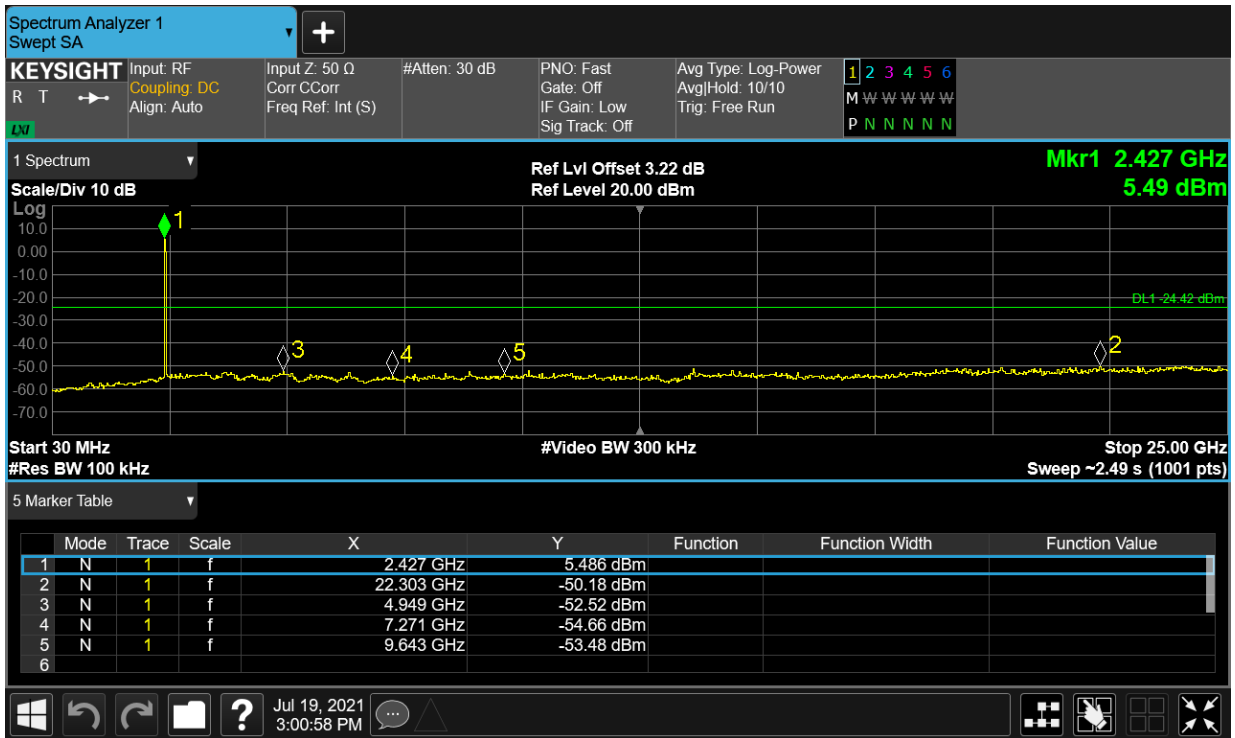 Spectrum Analyzer 1
Swept SA
+
KEYSIGHT
R T
LXI
Input: RF
Coupling: DC
Align: Auto
Input Z: 50 Ω
Corr CCorr
Freq Ref: Int (S)
#Atten: 30 dB
PNO: Fast
Gate: Off
IF Gain: Low
Sig Track: Off
Avg Type: Log-Power
Avg|Hold: 10/10
Trig: Free Run
1 2 3 4 5 6
M W W W W W
P N N N N N
1 Spectrum
Scale/Div 10 dB
Log
Ref Lvl Offset 3.22 dB
Ref Level 20.00 dBm
Mkr1 2.427 GHz
5.49 dBm
10.0
0.00
-10.0
-20.0
-30.0
-40.0
-50.0
-60.0
-70.0
1
3
4
5
2
DL1 -24.42 dBm
Start 30 MHz
#Res BW 100 kHz
#Video BW 300 kHz
Stop 25.00 GHz
Sweep ~2.49 s (1001 pts)
5 Marker Table
Mode Trace Scale X Y Function Function Width Function Value
1 N 1 f 2.427 GHz 5.486 dBm
2 N 1 f 22.303 GHz -50.18 dBm
3 N 1 f 4.949 GHz -52.52 dBm
4 N 1 f 7.271 GHz -54.66 dBm
5 N 1 f 9.643 GHz -53.48 dBm
6
?
Jul 19, 2021
3:00:58 PM